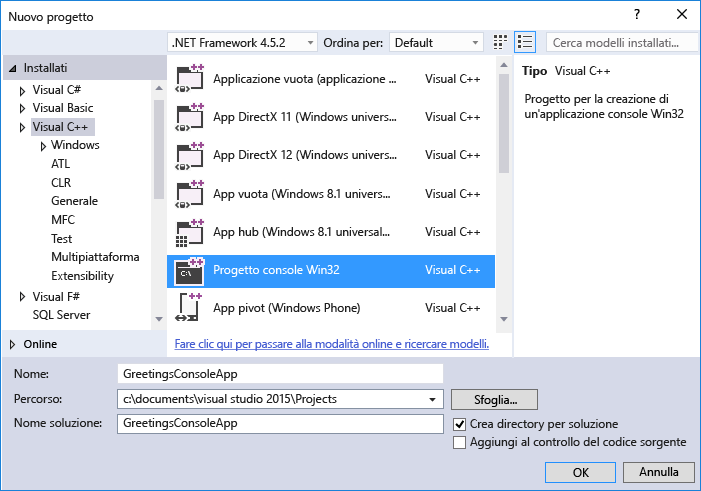 Nuovo progetto
.NET Framework 4.5.2 Ordina per: Default Cerca modelli installati...
Installati
Visual C#
Visual Basic
Visual C++
Windows
ATL
CLR
Generale
MFC
Test
Multipiattaforma
Extensibility
Visual F#
SQL Server
Online
Applicazione vuota (applicazione ... Visual C++
App DirectX 11 (Windows univers... Visual C++
App DirectX 12 (Windows univers... Visual C++
App vuota (Windows 8.1 univers... Visual C++
App hub (Windows 8.1 universal... Visual C++
C:\ Progetto console Win32 Visual C++
App pivot (Windows Phone) Visual C++
Fare clic qui per passare alla modalità online e ricercare modelli.
Tipo Visual C++
Progetto per la creazione di
un'applicazione console Win32
Nome: GreetingsConsoleApp
Percorso: c:\documents\visual studio 2015\Projects Sfoglia...
Nome soluzione: GreetingsConsoleApp
Crea directory per soluzione
Aggiungi al controllo del codice sorgente
OK Annulla